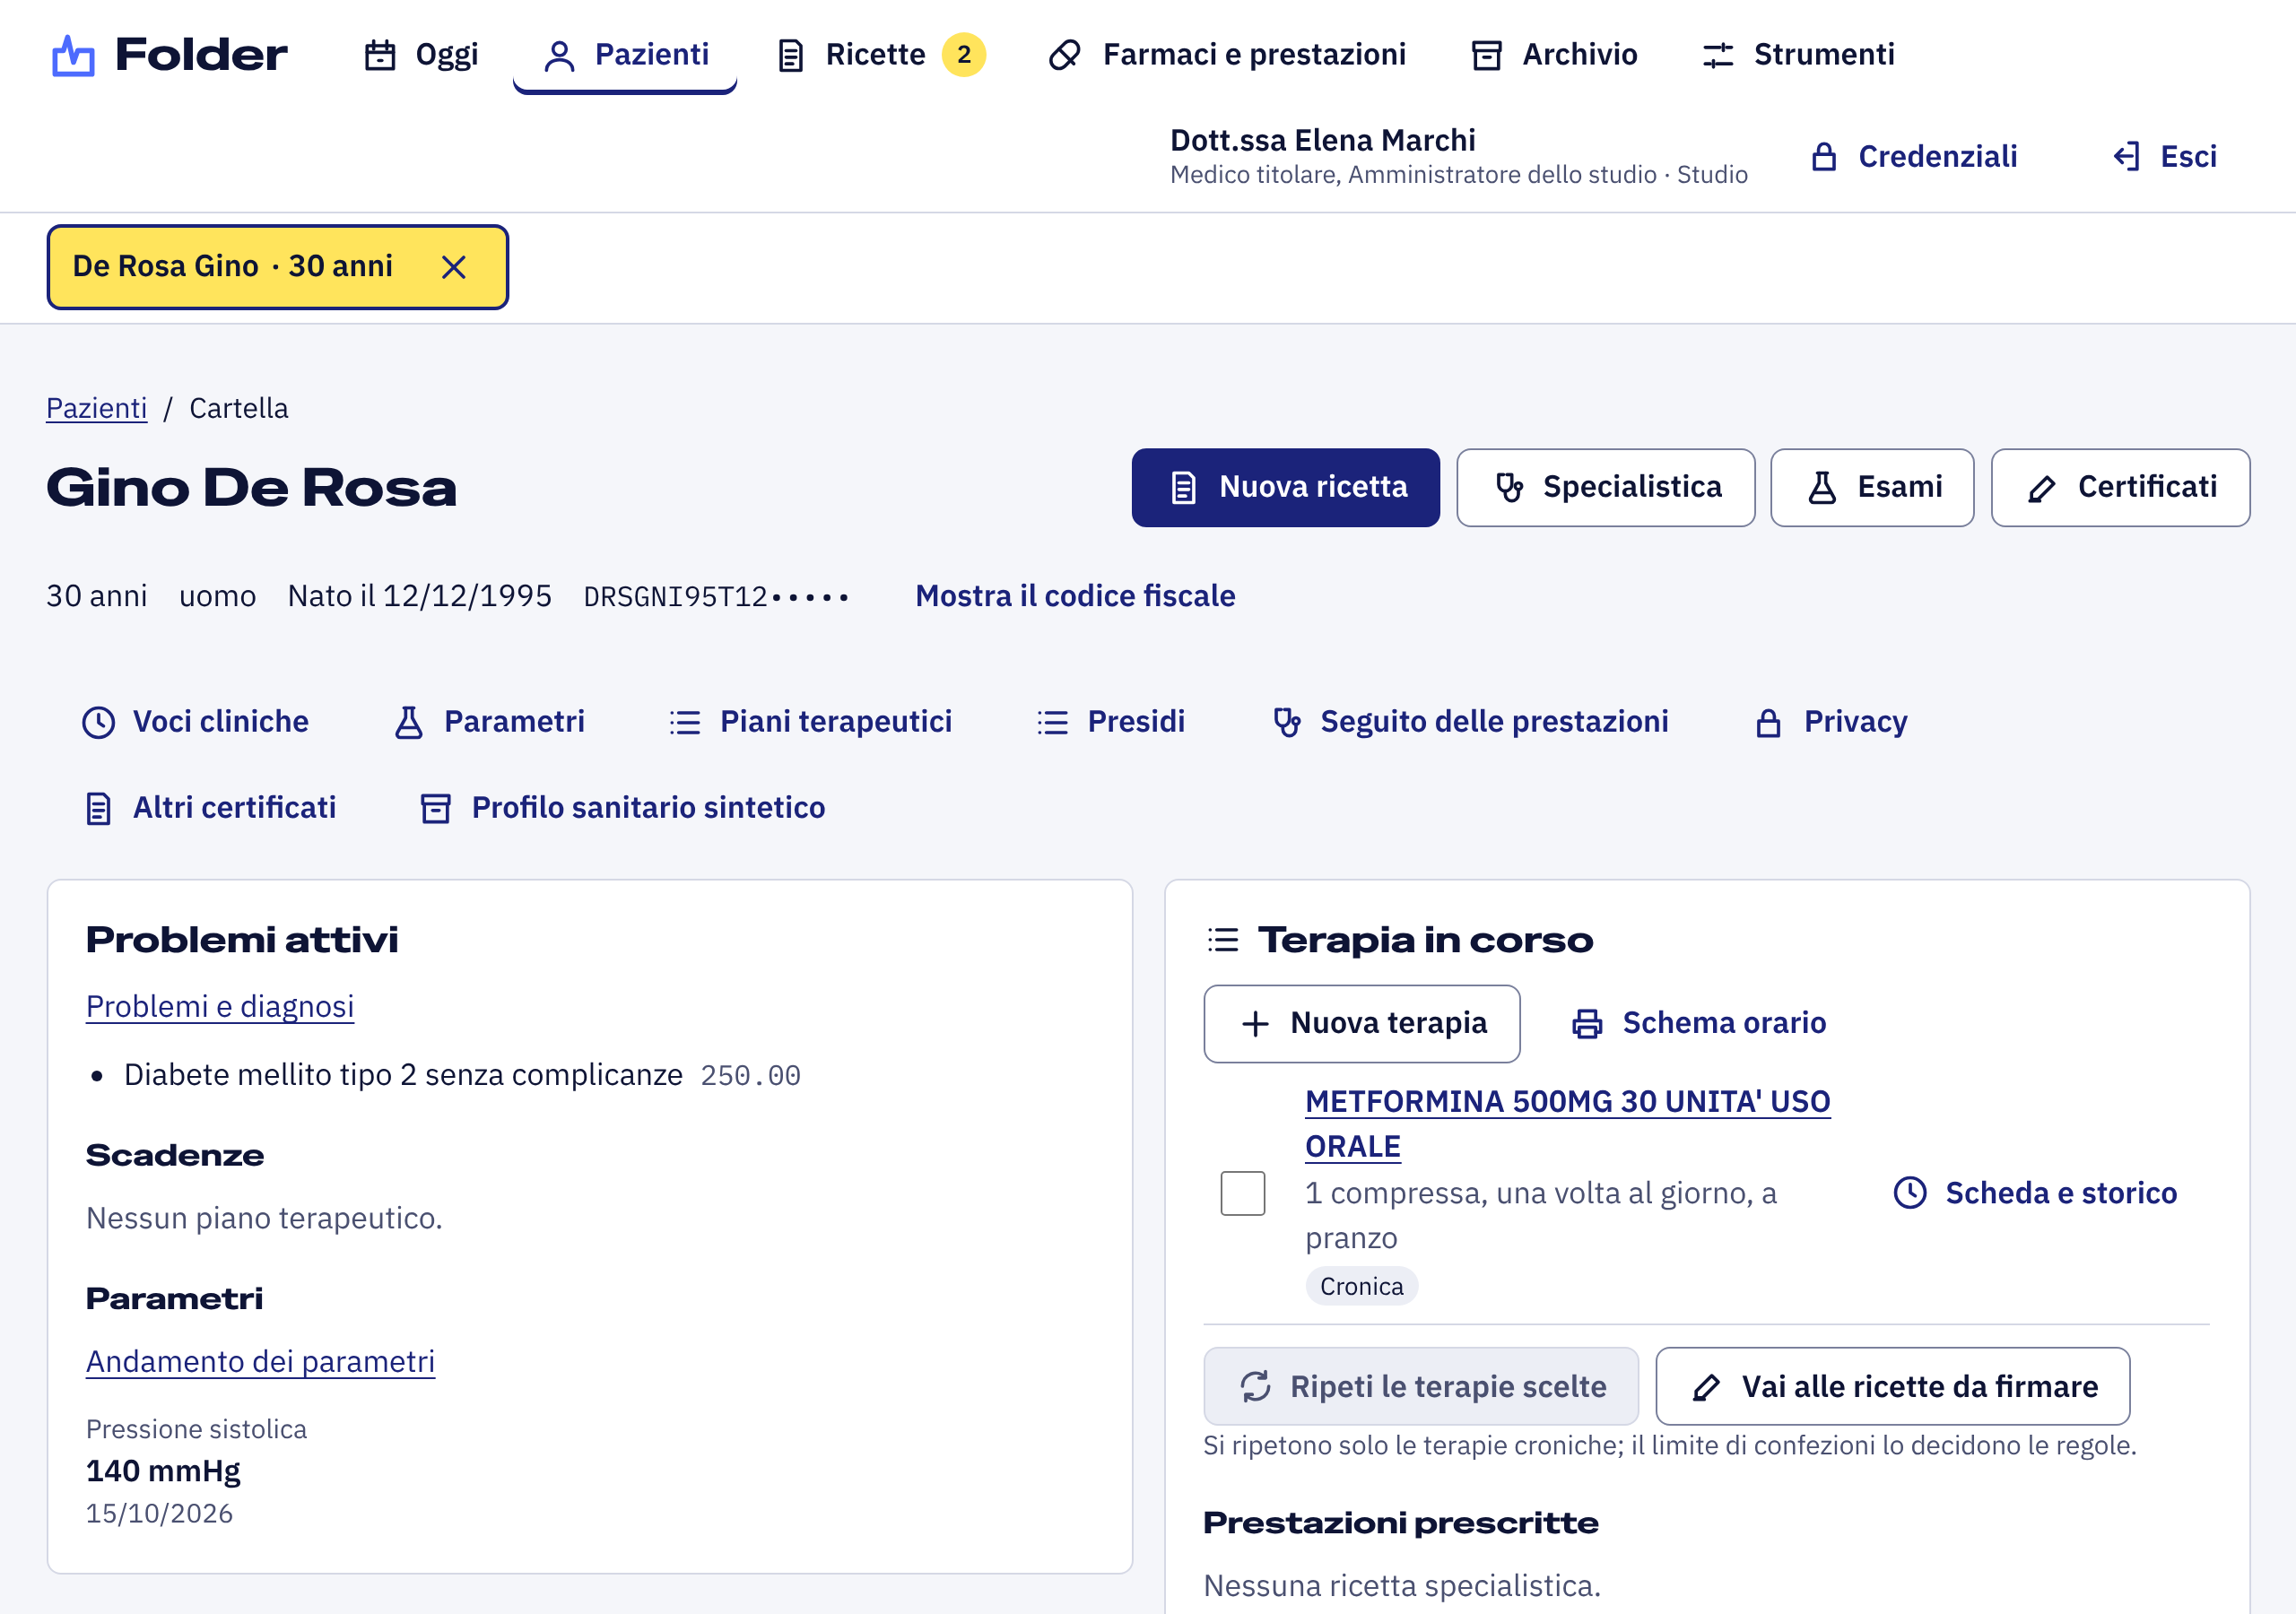 Folder
Oggi
Pazienti
Ricette 2
Farmaci e prestazioni
Archivio
Strumenti
Dott.ssa Elena Marchi
Medico titolare, Amministratore dello studio · Studio
Credenziali
Esci
De Rosa Gino · 30 anni
Pazienti / Cartella
Gino De Rosa
Nuova ricetta
Specialistica
Esami
Certificati
30 anni uomo Nato il 12/12/1995 DRSGNI95T12••••• Mostra il codice fiscale
Voci cliniche
Parametri
Piani terapeutici
Presidi
Seguito delle prestazioni
Privacy
Altri certificati
Profilo sanitario sintetico
Problemi attivi
Problemi e diagnosi
• Diabete mellito tipo 2 senza complicanze 250.00
Scadenze
Nessun piano terapeutico.
Parametri
Andamento dei parametri
Pressione sistolica
140 mmHg
15/10/2026
Terapia in corso
Nuova terapia
Schema orario
METFORMINA 500MG 30 UNITA' USO
ORALE
1 compressa, una volta al giorno, a
pranzo
Cronica
Scheda e storico
Ripeti le terapie scelte
Vai alle ricette da firmare
Si ripetono solo le terapie croniche; il limite di confezioni lo decidono le regole.
Prestazioni prescritte
Nessuna ricetta specialistica.